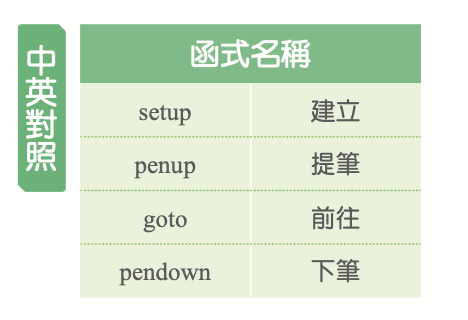 中英對照
函式名稱
setup 建立
penup 提筆
goto 前往
pendown 下筆